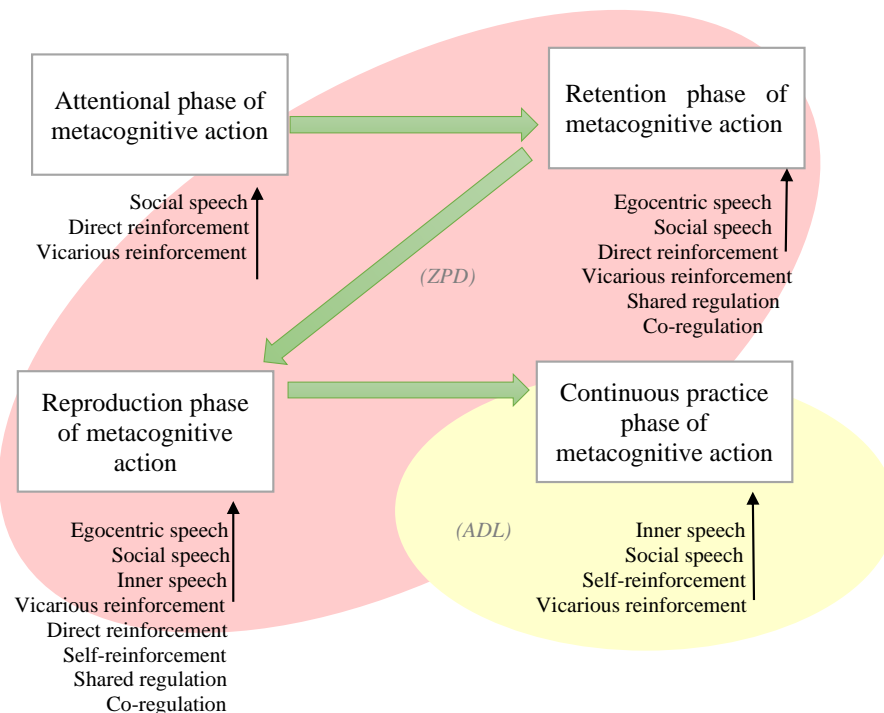 Attentional phase of
metacognitive action
Social speech
Direct reinforcement
Vicarious reinforcement
Retention phase of
metacognitive action
Egocentric speech
Social speech
Direct reinforcement
Vicarious reinforcement
Shared regulation
Co-regulation
(ZPD)
Reproduction phase
of metacognitive
action
Egocentric speech
Social speech
Inner speech
Vicarious reinforcement
Direct reinforcement
Self-reinforcement
Shared regulation
Co-regulation
Continuous practice
phase of
metacognitive action
(ADL)
Inner speech
Social speech
Self-reinforcement
Vicarious reinforcement